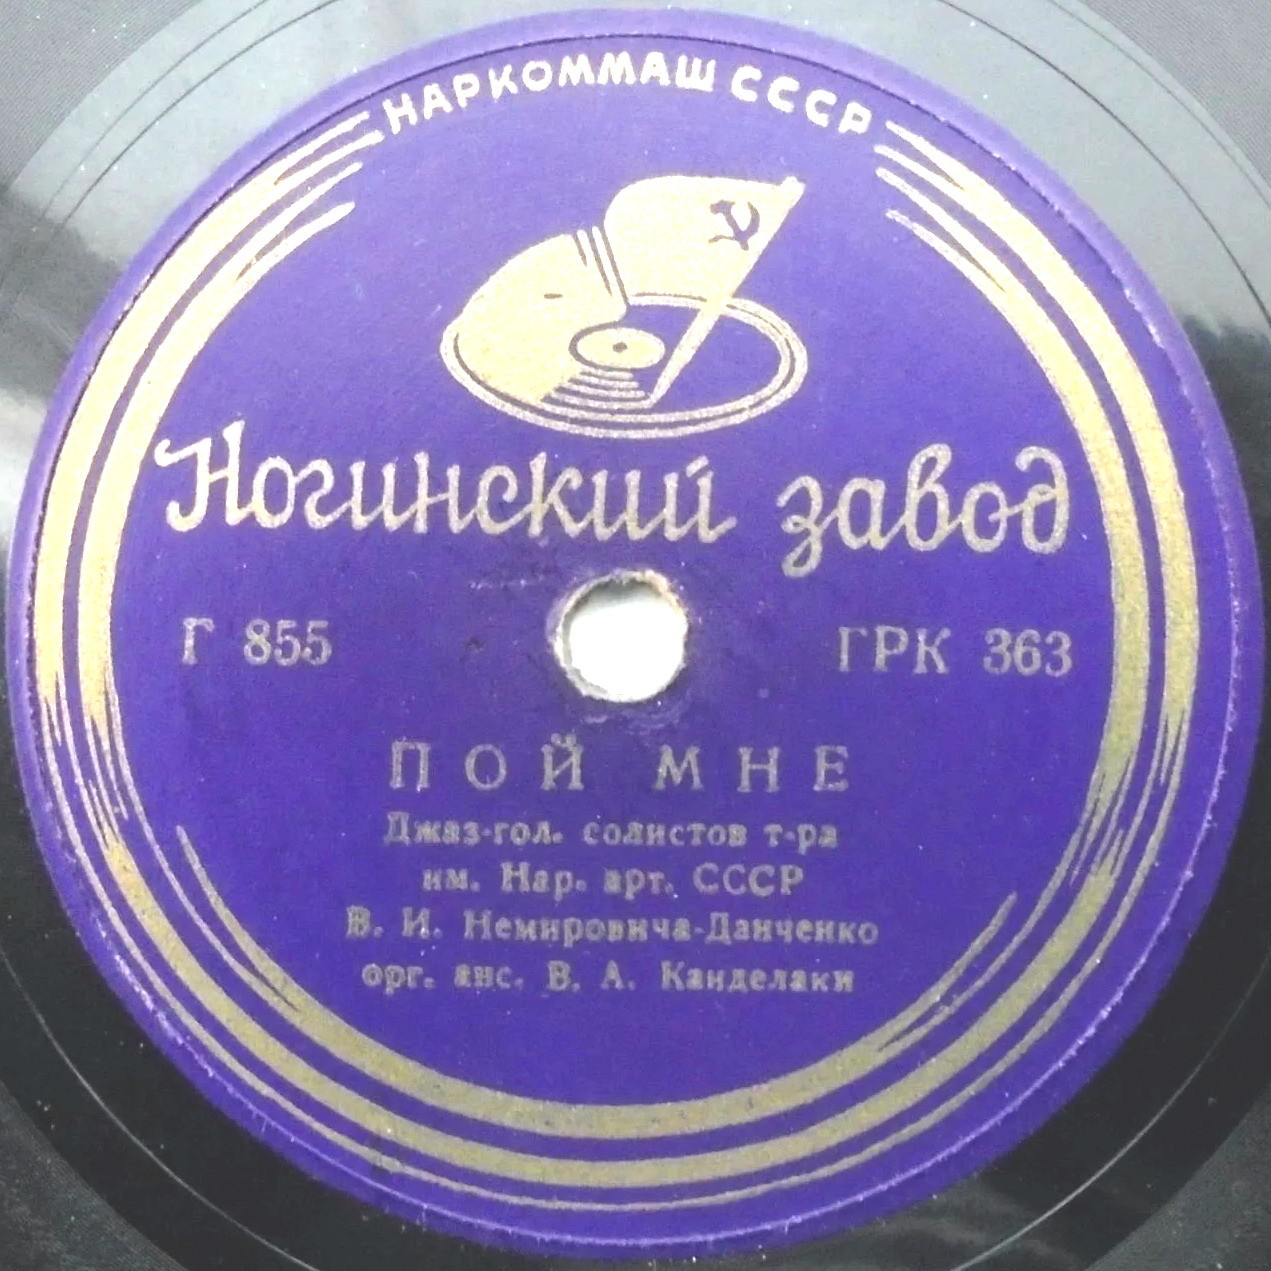 НАРКОММАШ СССР
Ногинский завод
Г 855 ГРК 363
ПОЙ МНЕ
Джаз-гол. солистов т-ра
им. Нар. арт. СССР
В. И. Немировича-Данченко
орг. анс. В. А. Канделаки